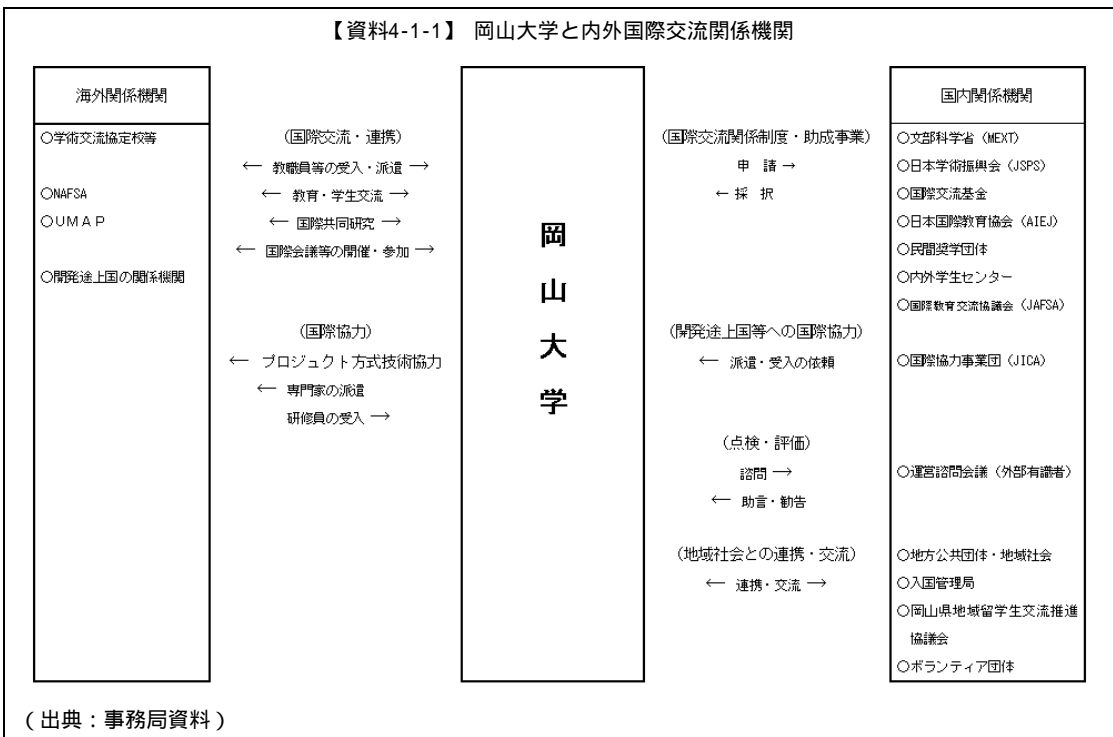 【資料4-1-1】 岡山大学と内外国際交流関係機関
海外関係機関
○学術交流協定校等
○NAFSA
○ＵＭＡＰ
○開発途上国の関係機関
(国際交流・連携)
← 教職員等の受入・派遣 →
← 教育・学生交流 →
← 国際共同研究 →
← 国際会議等の開催・参加 →
(国際協力)
← プロジェクト方式技術協力
← 専門家の派遣
研修員の受入 →
岡山大学
(国際交流関係制度・助成事業)
申 請 →
← 採 択
(開発途上国等への国際協力)
← 派遣・受入の依頼
(点検・評価)
諮問 →
← 助言・勧告
(地域社会との連携・交流)
← 連携・交流 →
国内関係機関
○文部科学省 (MEXT)
○日本学術振興会 (JSPS)
○国際交流基金
○日本国際教育協会 (AIEJ)
○民間奨学団体
○内外学生センター
○国際教育交流協議会 (JAFSA)
○国際協力事業団 (JICA)
○運営諮問会議 (外部有識者)
○地方公共団体・地域社会
○入国管理局
○岡山県地域留学生交流推進
協議会
○ボランティア団体
（出典：事務局資料）